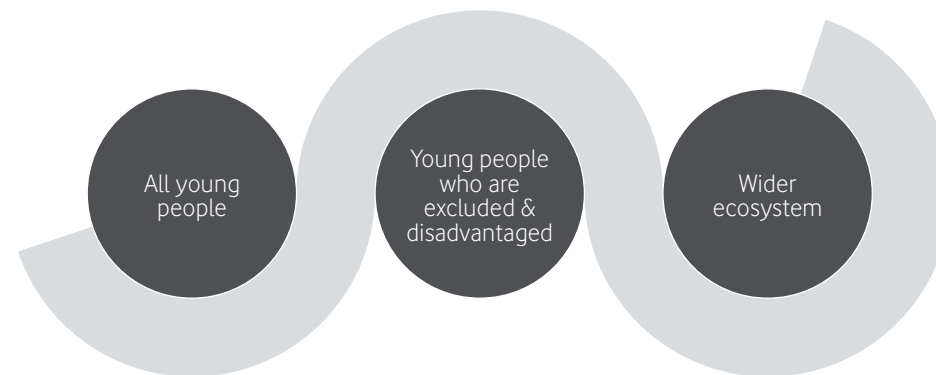 All young
people
Young people
who are
excluded &
disadvantaged
Wider
ecosystem